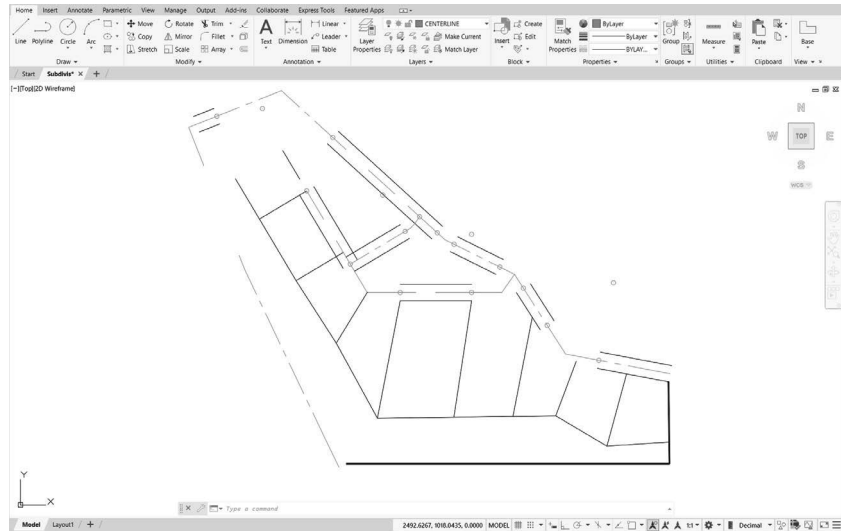 Home Insert Annotate Parametric View Manage Output Add-ins Collaborate Express Tools Featured Apps
Line Polyline Circle Arc
Move Rotate Trim
Copy Mirror Fillet
Stretch Scale Array
Text Dimension
Linear
Leader
Table
Layer Properties
CENTERLINE
Make Current
Match Layer
Insert
Create
Edit
Match Properties
ByLayer
ByLayer
BYLAY...
Group
Measure
Paste
Base
Draw Modify Annotation Layers Block Properties Groups Utilities Clipboard View
Start Subdivis* +
[-][Top][2D Wireframe]
N
W TOP E
S
WCS
Y
X
Type a command
Model Layout1 + 2492.6267, 1018.0435, 0.0000 MODEL 1:1 Decimal